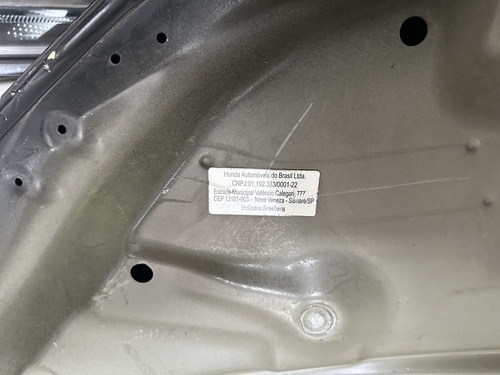 Honda Automóveis do Brasil Ltda.
CNPJ:01.192.333/0001-22
Estrada Municipal Valêncio Calegari, 777
CEP 13181-903 - Nova Veneza - Sumaré/SP
Indústria Brasileira